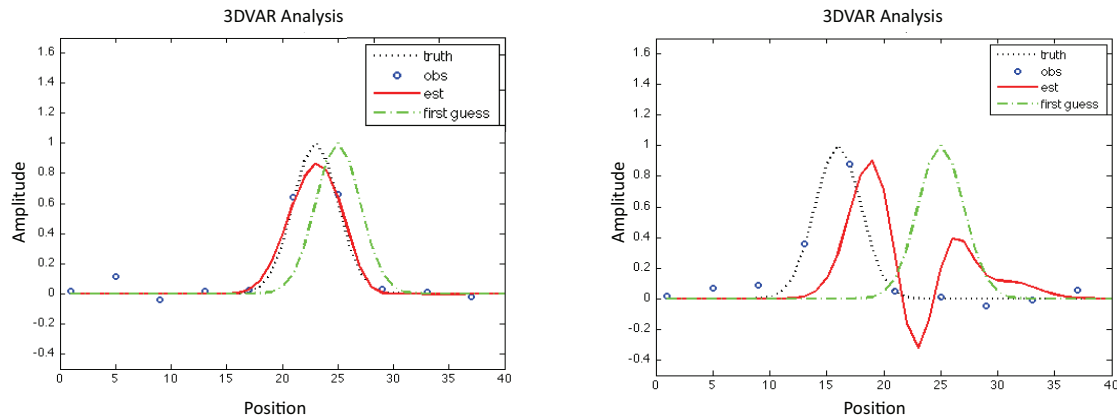 3DVAR Analysis
1.6
1.4
1.2
1
0.8
0.6
0.4
0.2
0
-0.2
-0.4
Amplitude
truth
obs
est
first guess
0 5 10 15 20 25 30 35 40
Position
3DVAR Analysis
1.6
1.4
1.2
1
0.8
0.6
0.4
0.2
0
-0.2
-0.4
Amplitude
truth
obs
est
first guess
0 5 10 15 20 25 30 35 40
Position